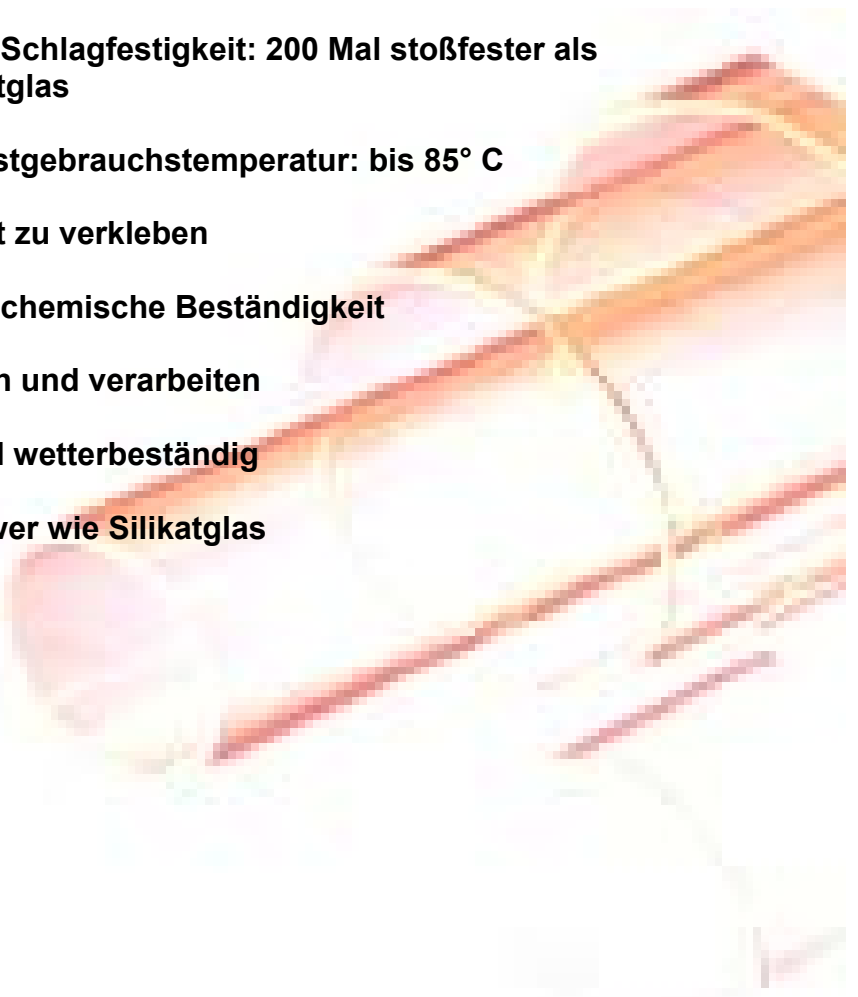 Schlagfestigkeit: 200 Mal stoßfester als
tglas
stgebrauchstemperatur: bis 85° C
t zu verkleben
chemische Beständigkeit
n und verarbeiten
wetterbeständig
ver wie Silikatglas